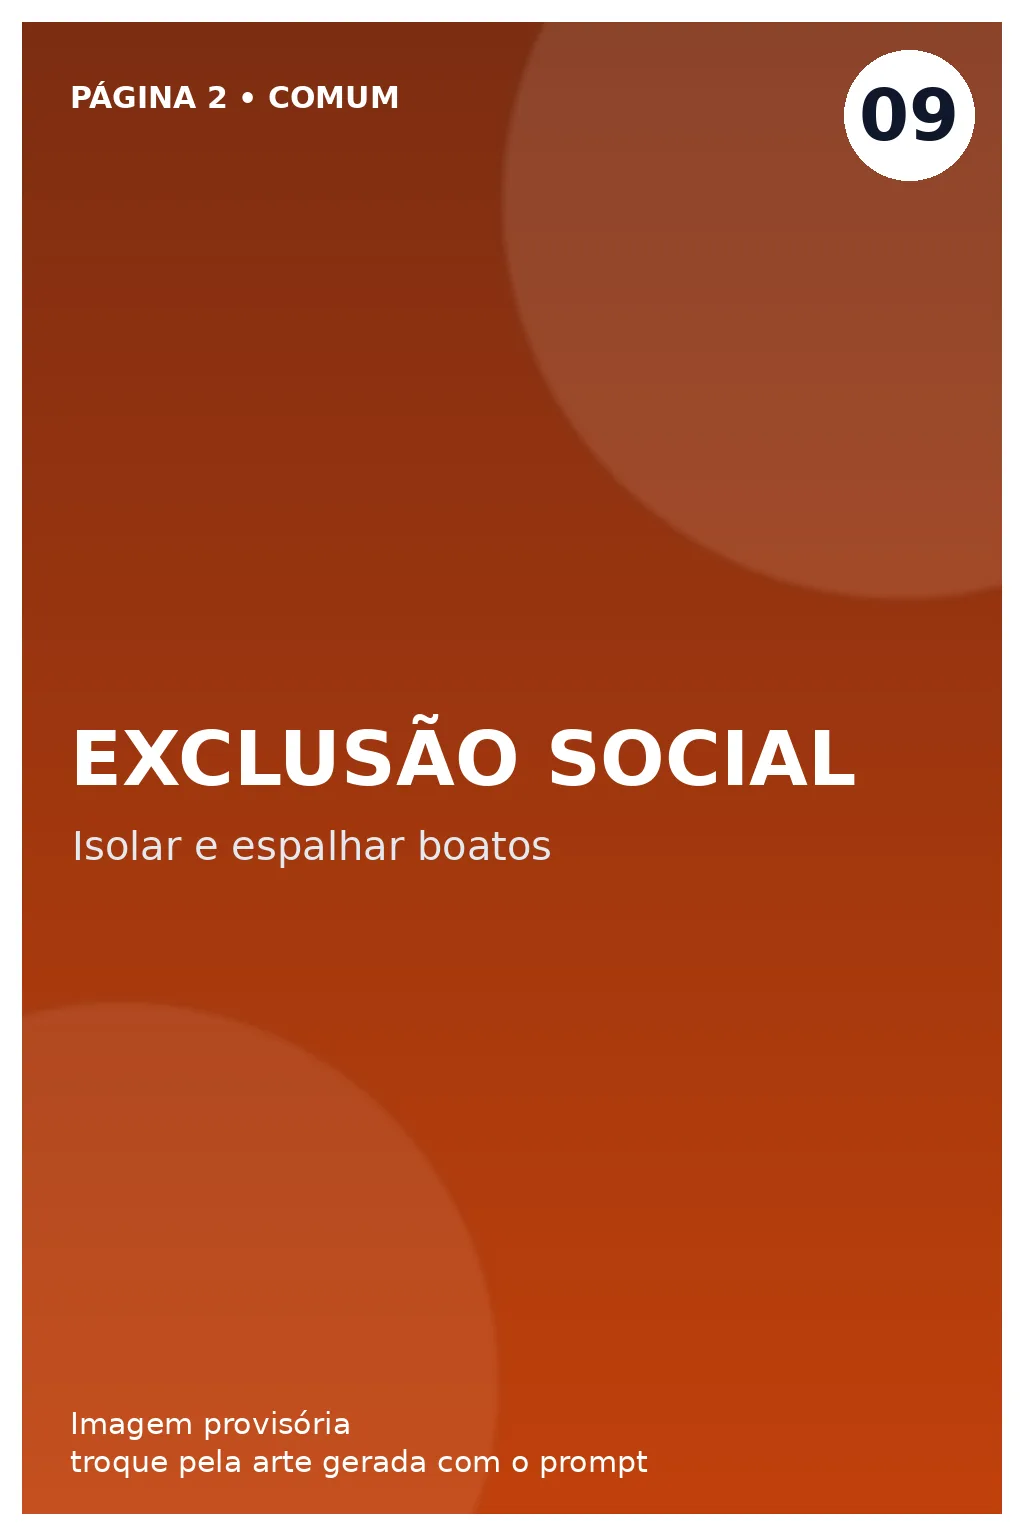 PÁGINA 2 • COMUM
09
EXCLUSÃO SOCIAL
Isolar e espalhar boatos
Imagem provisória
troque pela arte gerada com o prompt